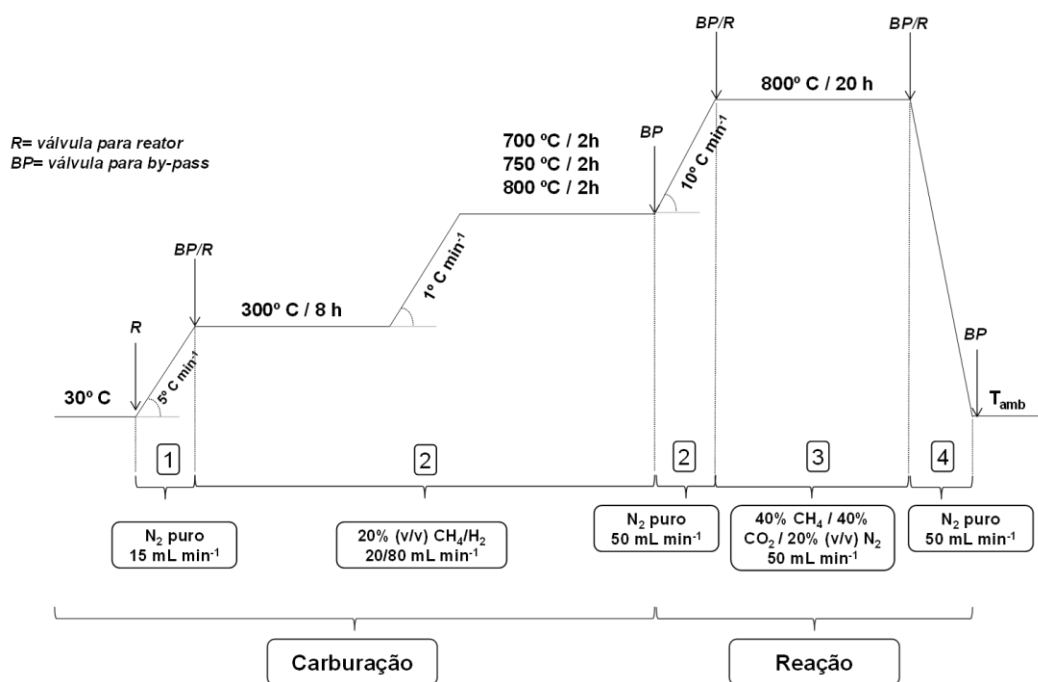 BP/R
BP/R
800º C / 20 h
R= válvula para reator
BP= válvula para by-pass
700 ºC / 2h
750 ºC / 2h
800 ºC / 2h
BP
10º C min⁻¹
BP/R
1º C min⁻¹
300º C / 8 h
R
5º C min⁻¹
30º C
BP
Tamb
1
2
2
3
4
N₂ puro
15 mL min⁻¹
20% (v/v) CH₄/H₂
20/80 mL min⁻¹
N₂ puro
50 mL min⁻¹
40% CH₄ / 40%
CO₂ / 20% (v/v) N₂
50 mL min⁻¹
N₂ puro
50 mL min⁻¹
Carburação
Reação